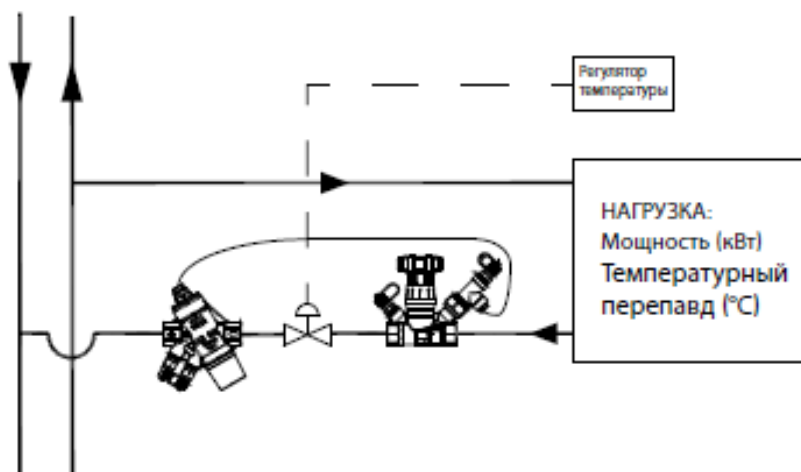 Регулятор
температуры
НАГРУЗКА:
Мощность (кВт)
Температурный
перепавд (°C)